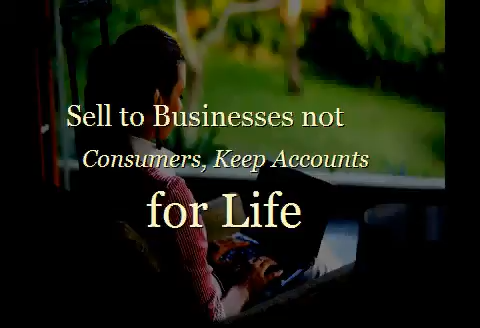 Sell to Businesses not
Consumers, Keep Accounts
for Life